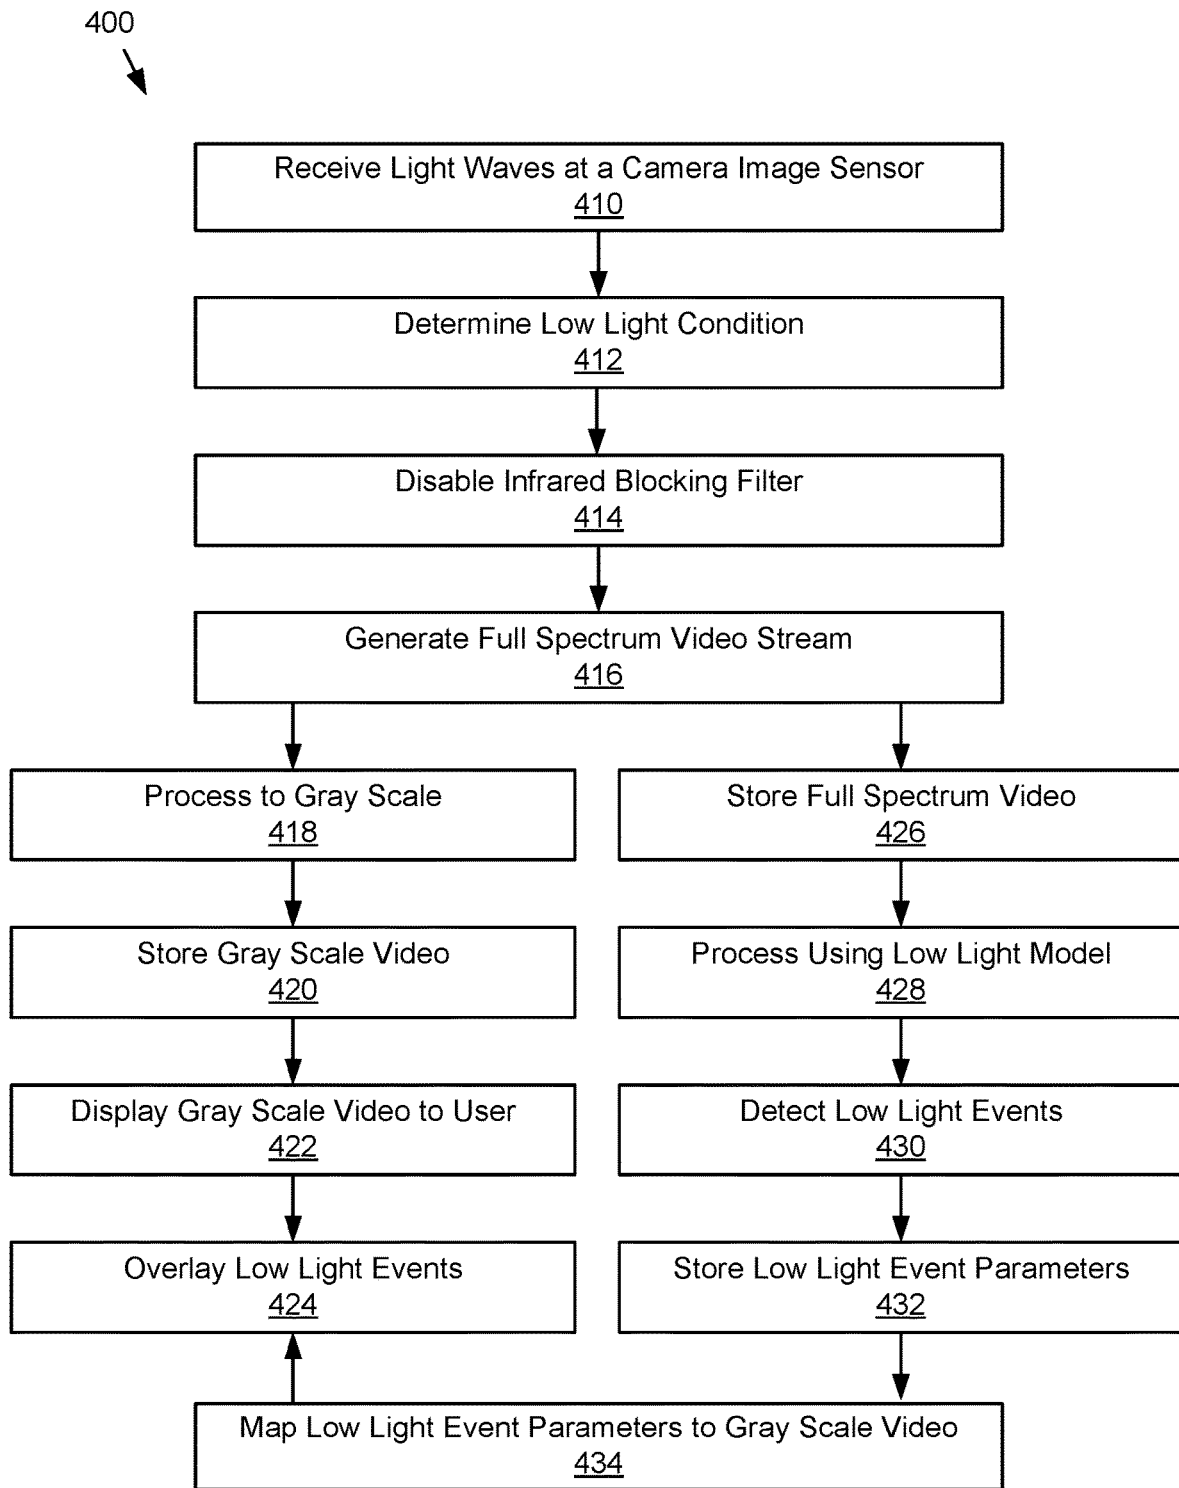 400
Receive Light Waves at a Camera Image Sensor
410
Determine Low Light Condition
412
Disable Infrared Blocking Filter
414
Generate Full Spectrum Video Stream
416
Process to Gray Scale
418
Store Full Spectrum Video
426
Store Gray Scale Video
420
Process Using Low Light Model
428
Display Gray Scale Video to User
422
Detect Low Light Events
430
Overlay Low Light Events
424
Store Low Light Event Parameters
432
Map Low Light Event Parameters to Gray Scale Video
434